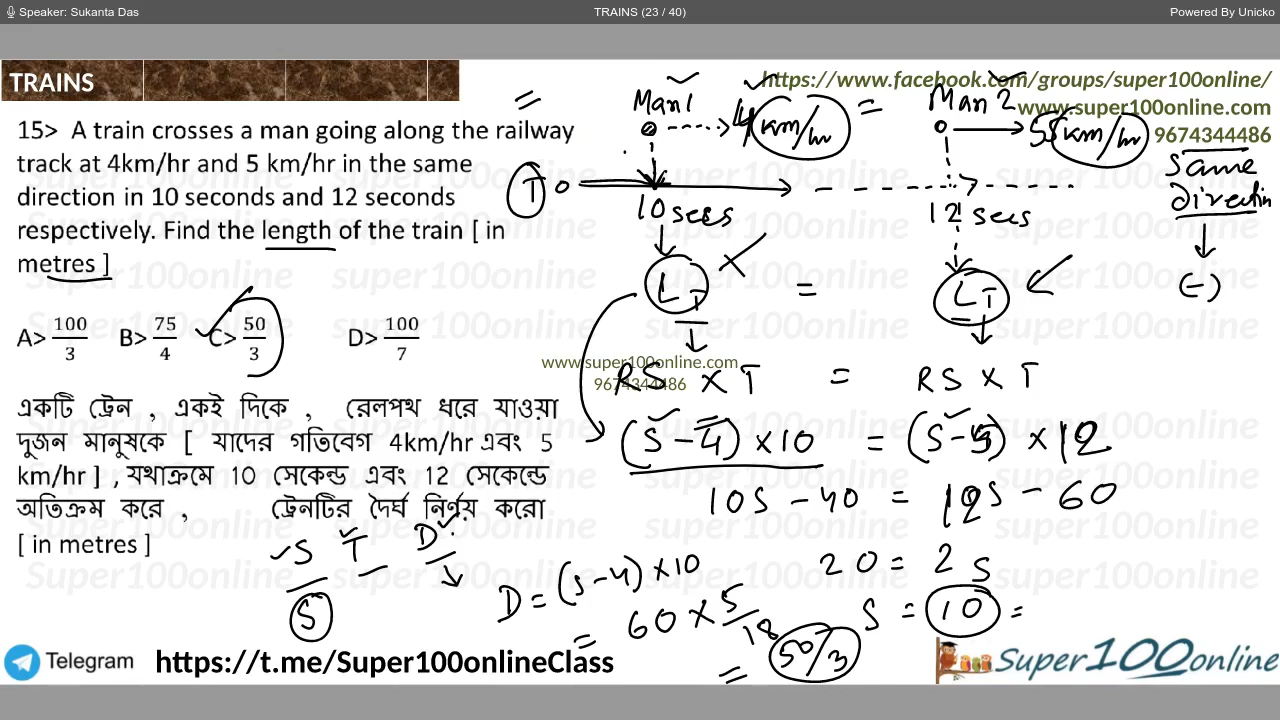 Speaker: Sukanta Das
TRAINS (23 / 40)
Powered By Unicko
TRAINS
https://www.facebook.com/groups/super100online/
www.super100online.com
9674344486
15> A train crosses a man going along the railway
track at 4km/hr and 5 km/hr in the same
direction in 10 seconds and 12 seconds
respectively. Find the length of the train [ in
metres ]
A> 100/3 B> 75/4 C> 50/3 D> 100/7
একটি ট্রেন , একই দিকে , রেলপথ ধরে যাওয়া
দুজন মানুষকে [ যাদের গতিবেগ 4km/hr এবং 5
km/hr ] , যথাক্রমে 10 সেকেন্ড এবং 12 সেকেন্ডে
অতিক্রম করে , ট্রেনটির দৈর্ঘ নির্ণয় করো
[ in metres ]
S T D
S
= Man 1 = Man 2
4 km/hr 5 km/hr
Same
direction
T
10 secs 12 secs
LT = LT (-)
www.super100online.com
9674344486
RS x T = RS x T
(S-4) x 10 = (S-5) x 12
10S - 40 = 12S - 60
20 = 2S
S = 10 =
D = (S-4) x 10
= 60 x 5/18
= 50/3
Telegram https://t.me/Super100onlineClass
Super100online